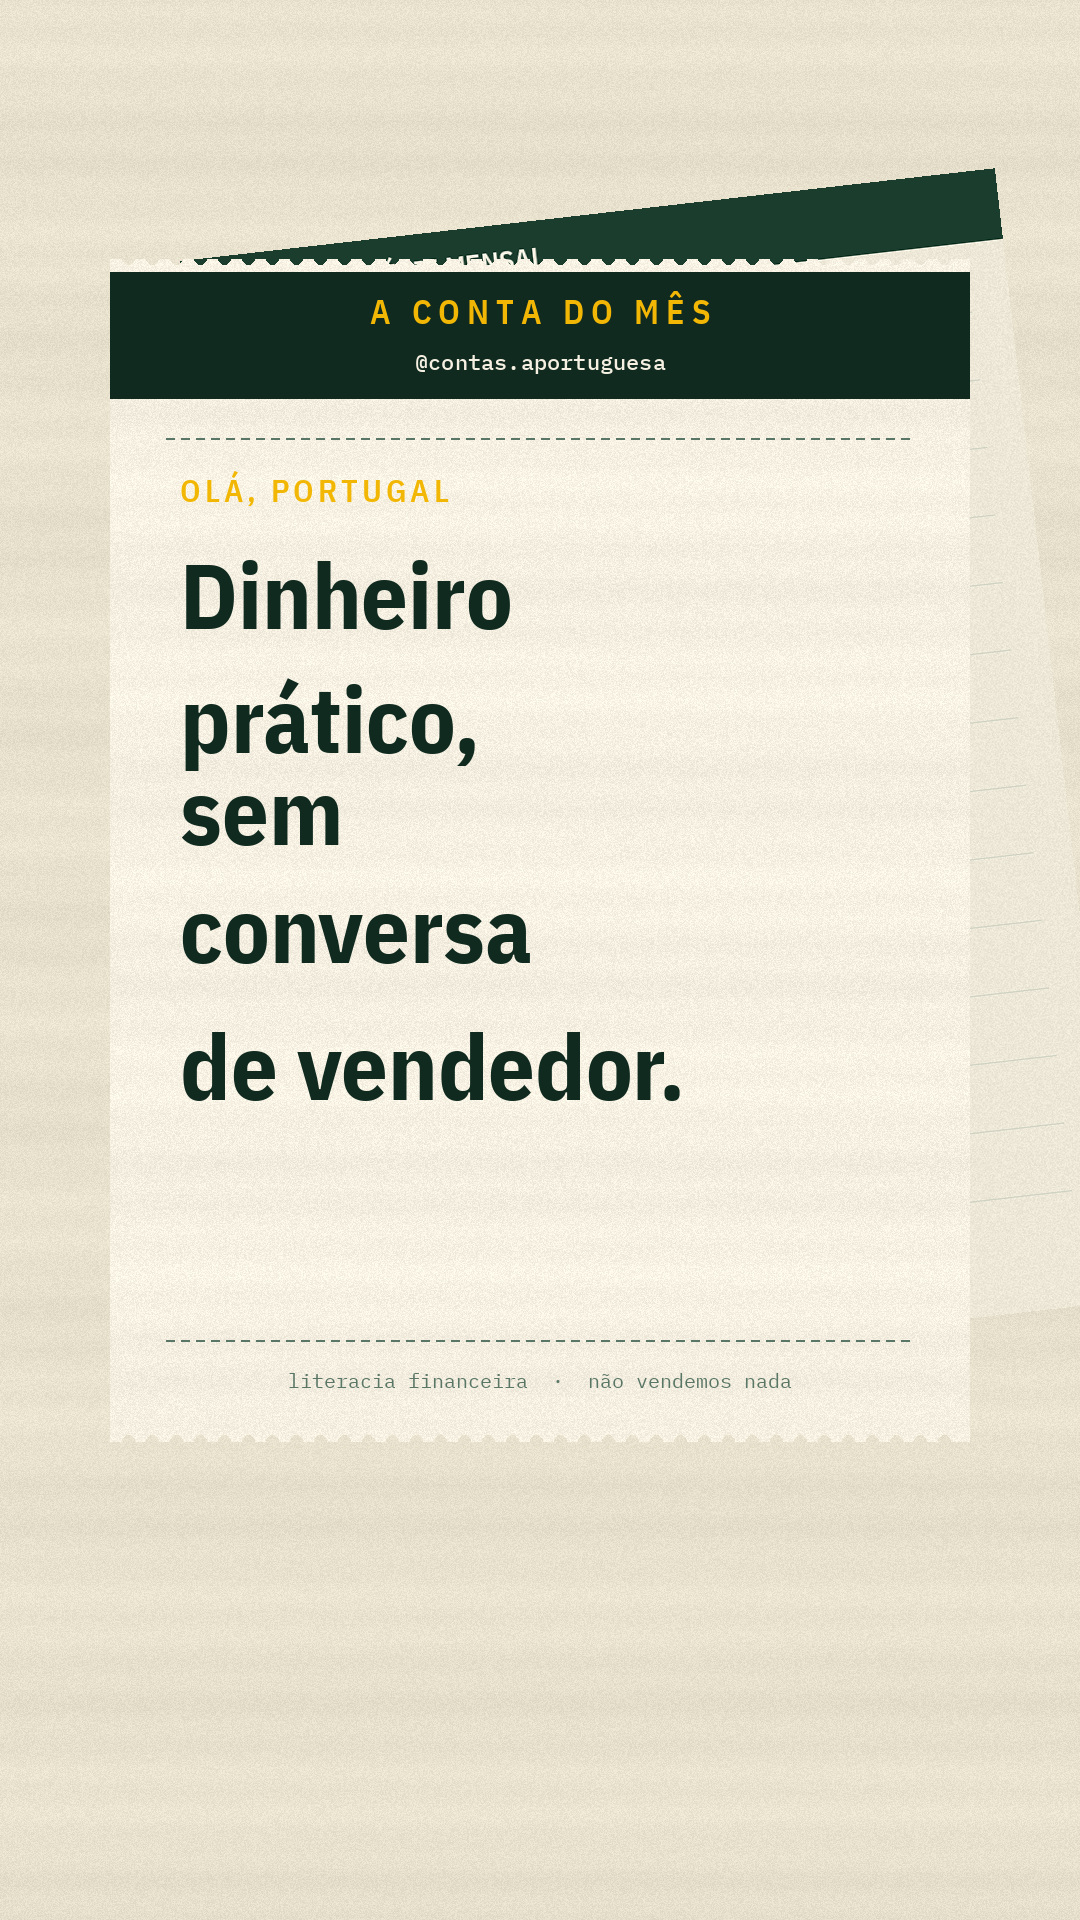 A CONTA DO MÊS
@contas.aportuguesa
OLÁ, PORTUGAL
Dinheiro
prático,
sem
conversa
de vendedor.
literacia financeira · não vendemos nada